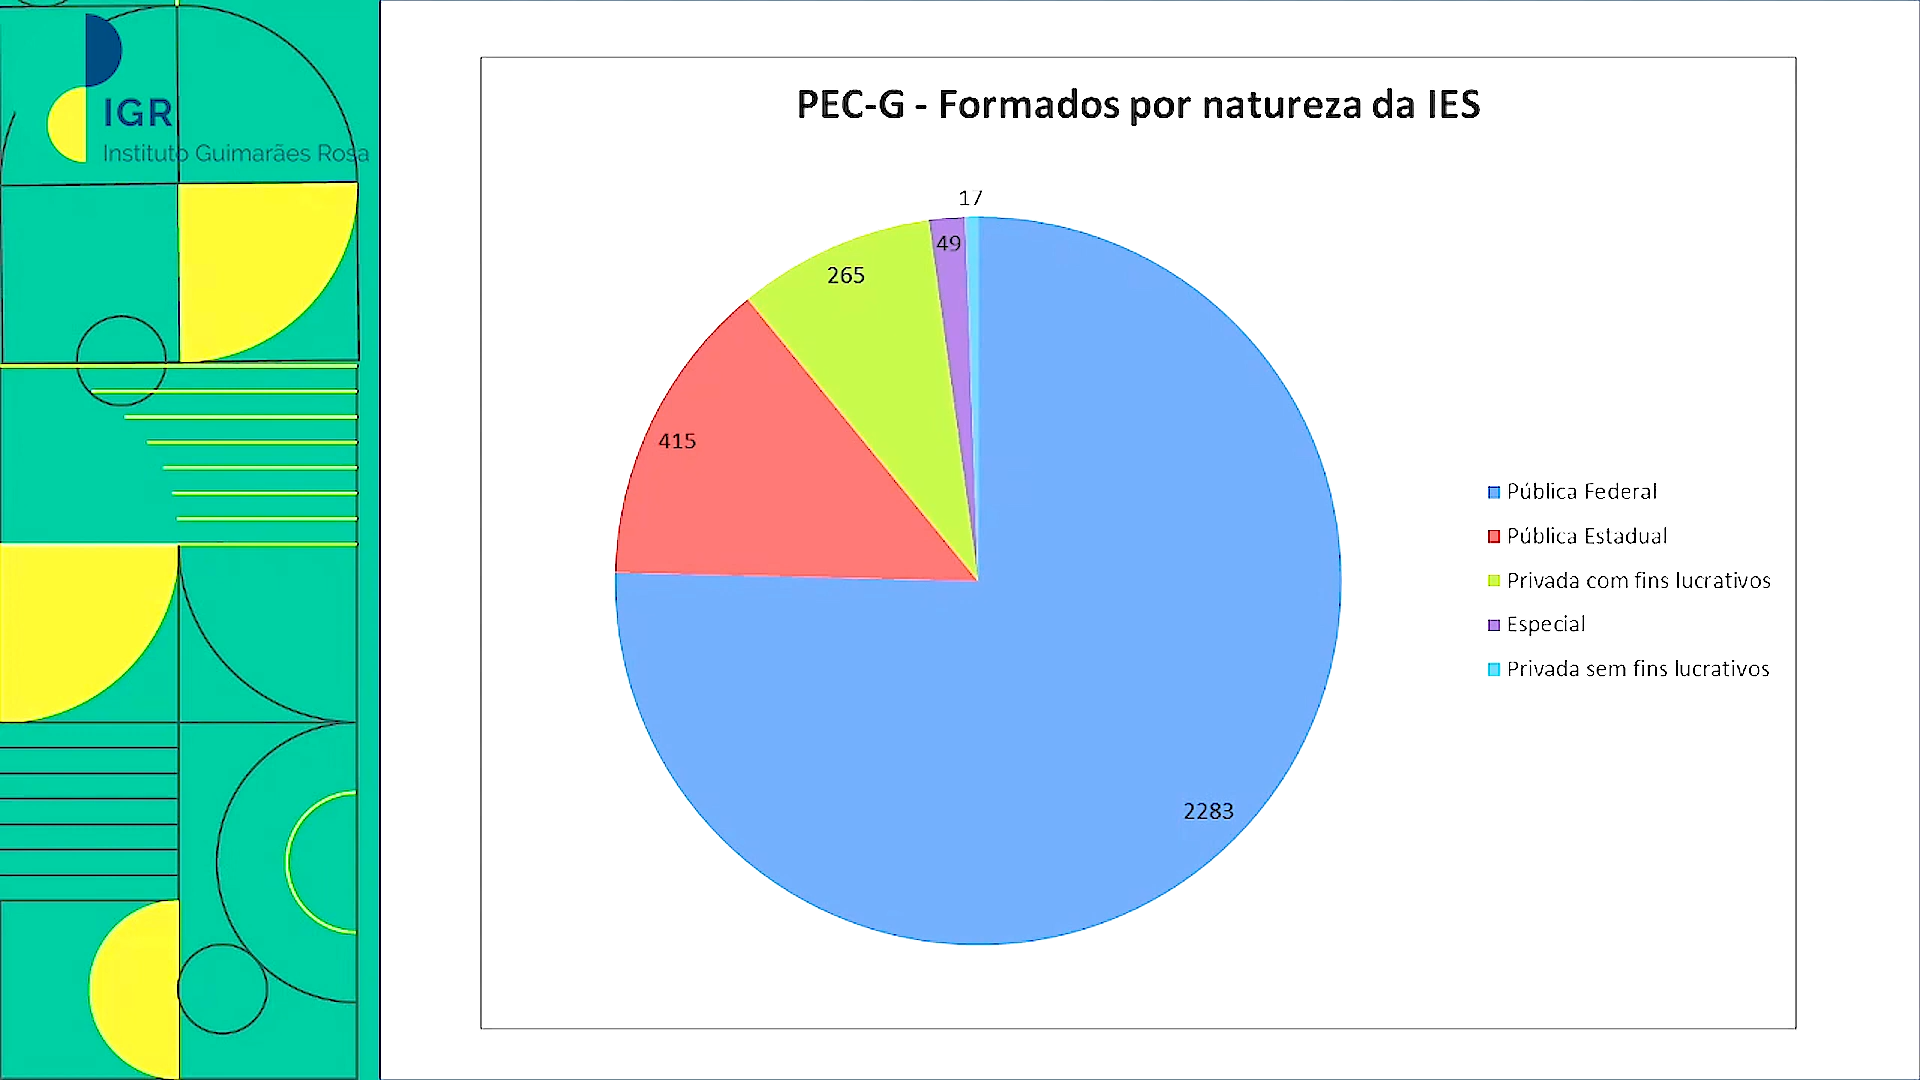 IGR
Instituto Guimarães Rosa
PEC-G - Formados por natureza da IES
17
49
265
415
2283
Pública Federal
Pública Estadual
Privada com fins lucrativos
Especial
Privada sem fins lucrativos